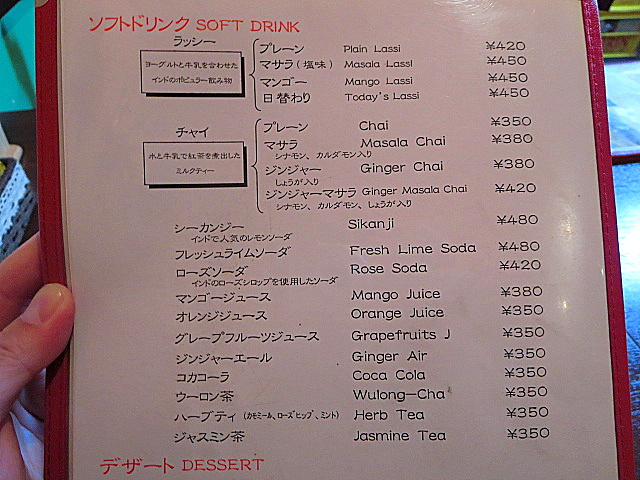 ソフトドリンク SOFT DRINK
ラッシー
ヨーグルトと牛乳を合わせた
インドのポピュラー飲み物
プレーン Plain Lassi ¥420
マサラ(塩味) Masala Lassi ¥450
マンゴー Mango Lassi ¥450
日替わり Today's Lassi ¥450
チャイ
水と牛乳で紅茶を煮出した
ミルクティー
プレーン Chai ¥350
マサラ Masala Chai ¥380
シナモン、カルダモン入り
ジンジャー Ginger Chai ¥380
しょうが入り
ジンジャーマサラ Ginger Masala Chai ¥420
シナモン、カルダモン、しょうが入り
シーカンジー Sikanji ¥480
インドで人気のレモンソーダ
フレッシュライムソーダ Fresh Lime Soda ¥480
ローズソーダ Rose Soda ¥420
インドのローズシロップを使用したソーダ
マンゴージュース Mango Juice ¥380
オレンジジュース Orange Juice ¥350
グレープフルーツジュース Grapefruits J ¥350
ジンジャーエール Ginger Air ¥350
コカコーラ Coca Cola ¥350
ウーロン茶 Wulong-Cha ¥350
ハーブティ (カモミール、ローズヒップ、ミント) Herb Tea ¥350
ジャスミン茶 Jasmine Tea ¥350
デザート DESSERT